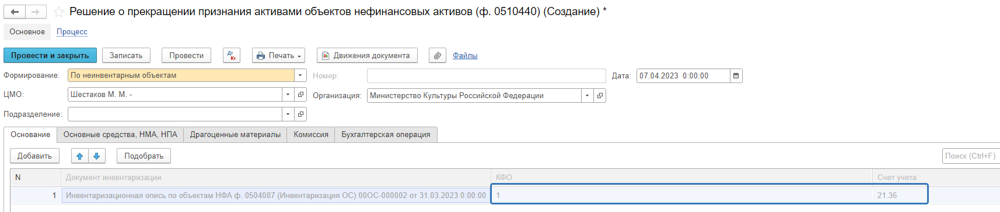 Решение о прекращении признания активами объектов нефинансовых активов (ф. 0510440) (Создание) *
Основное Процесс
Провести и закрыть Записать Провести Дт Кт Печать Движения документа Файлы
Формирование: По неинвентарным объектам Номер: Дата: 07.04.2023 0:00:00
ЦМО: Шестаков М. М. - Организация: Министерство Культуры Российской Федерации
Подразделение:
Основание Основные средства, НМА, НПА Драгоценные материалы Комиссия Бухгалтерская операция
Добавить Подобрать Поиск (Ctrl+F)
N Документ инвентаризации КФО Счет учета
1 Инвентаризационная опись по объектам НФА ф. 0504087 (Инвентаризация ОС) 00ОС-000002 от 31.03.2023 0:00:00 1 21.36